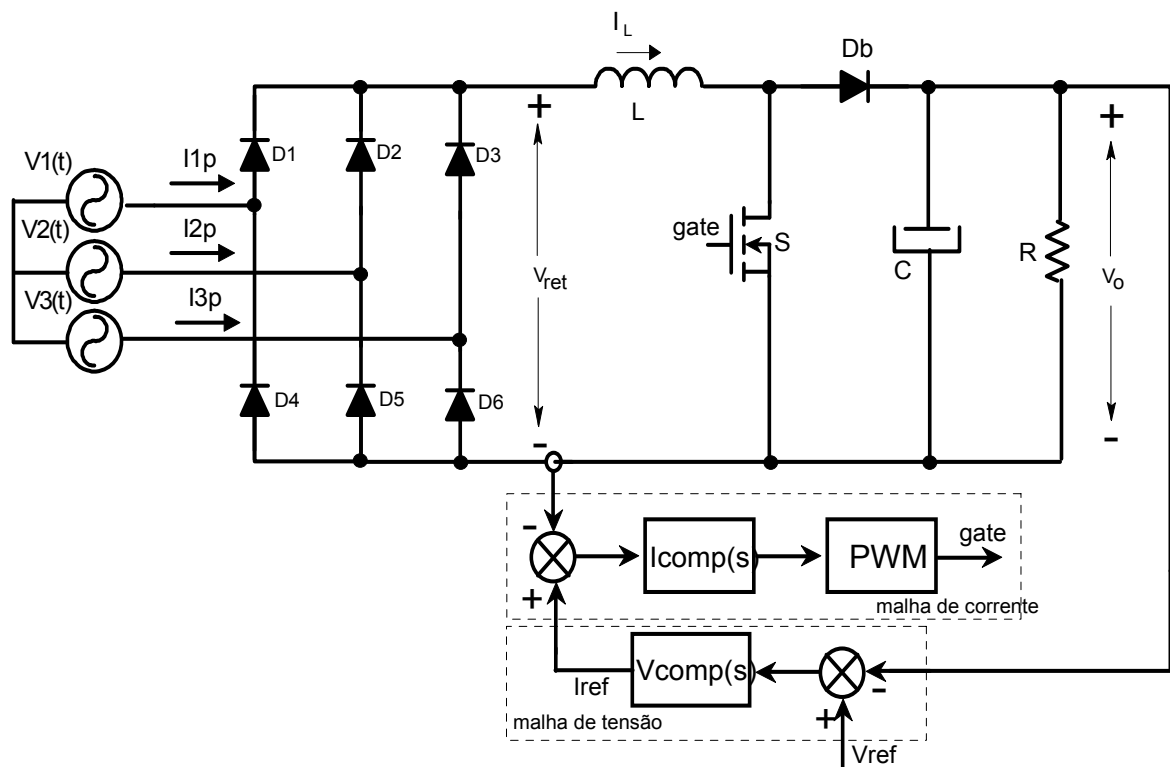 I L
Db
L
+
+
D1
D2
D3
V1(t)
I1p
V2(t)
I2p
gate
S
C
R
Vret
Vo
V3(t)
I3p
D4
D5
D6
-
-
-
Icomp(s)
PWM
gate
+
malha de corrente
Vcomp(s)
Iref
-
+
malha de tensão
Vref